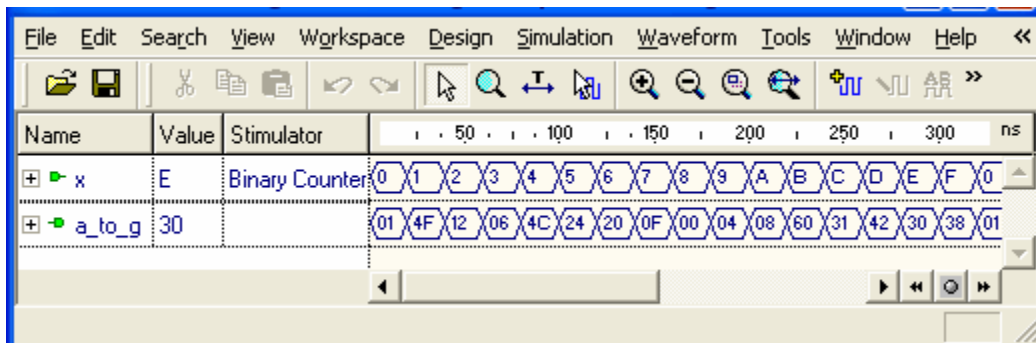 File Edit Search View Workspace Design Simulation Waveform Tools Window Help «
T AB »
Name Value Stimulator 50 100 150 200 250 300 ns
x E Binary Counter 0 1 2 3 4 5 6 7 8 9 A B C D E F 0
a_to_g 30 01 4F 12 06 4C 24 20 0F 00 04 08 60 31 42 30 38 01